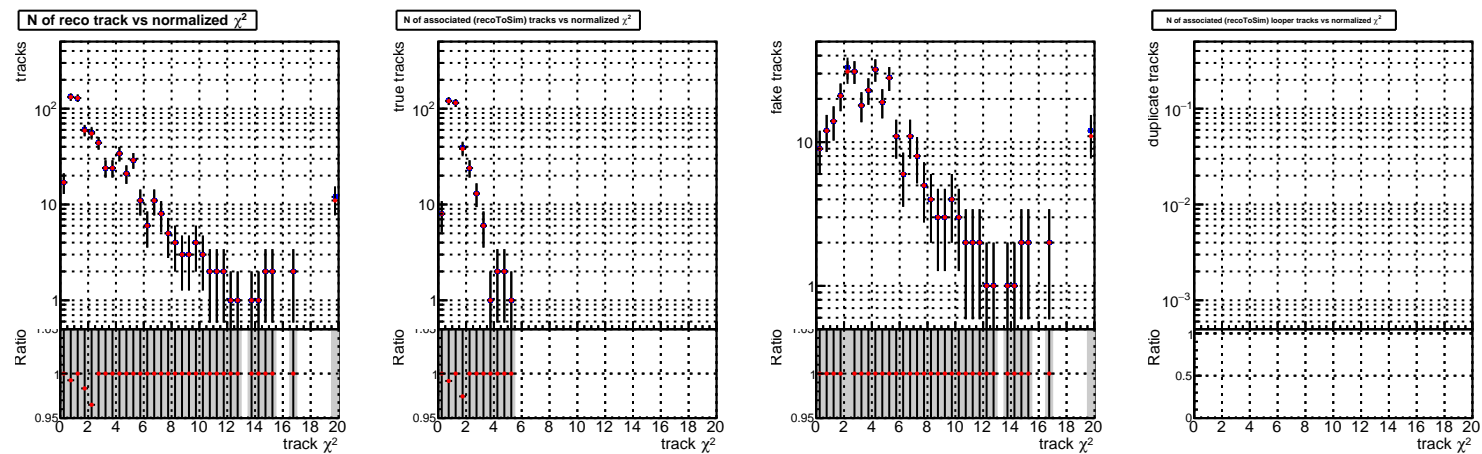 N of reco track vs normalized χ²
tracks
10²
10
1
Ratio
1.05
1
0.95
0 2 4 6 8 10 12 14 16 18 20
track χ²
N of associated (recoToSim) tracks vs normalized χ²
true tracks
10²
10
1
Ratio
1.05
1
0.95
0 2 4 6 8 10 12 14 16 18 20
track χ²
fake tracks
10
1
Ratio
1.05
1
0.95
0 2 4 6 8 10 12 14 16 18 20
track χ²
N of associated (recoToSim) looper tracks vs normalized χ²
duplicate tracks
10⁻¹
10⁻²
10⁻³
Ratio
1
0.5
0
0 2 4 6 8 10 12 14 16 18 20
track χ²